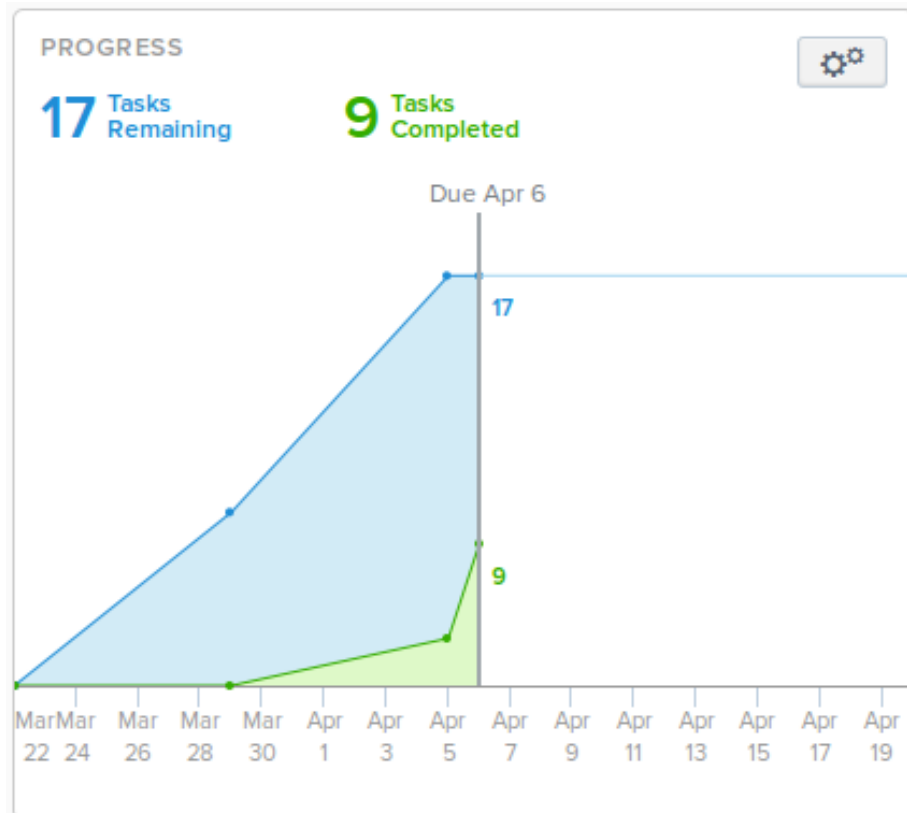 PROGRESS
17 Tasks Remaining
9 Tasks Completed
Due Apr 6
17
9
Mar 22
Mar 24
Mar 26
Mar 28
Mar 30
Apr 1
Apr 3
Apr 5
Apr 7
Apr 9
Apr 11
Apr 13
Apr 15
Apr 17
Apr 19